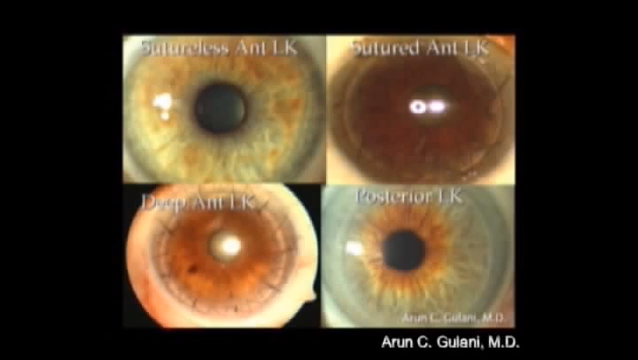 Sutureless Ant LK
Sutured Ant LK
Deep Ant LK
Posterior LK
Arun C. Gulani, M.D.
Arun C. Gulani, M.D.